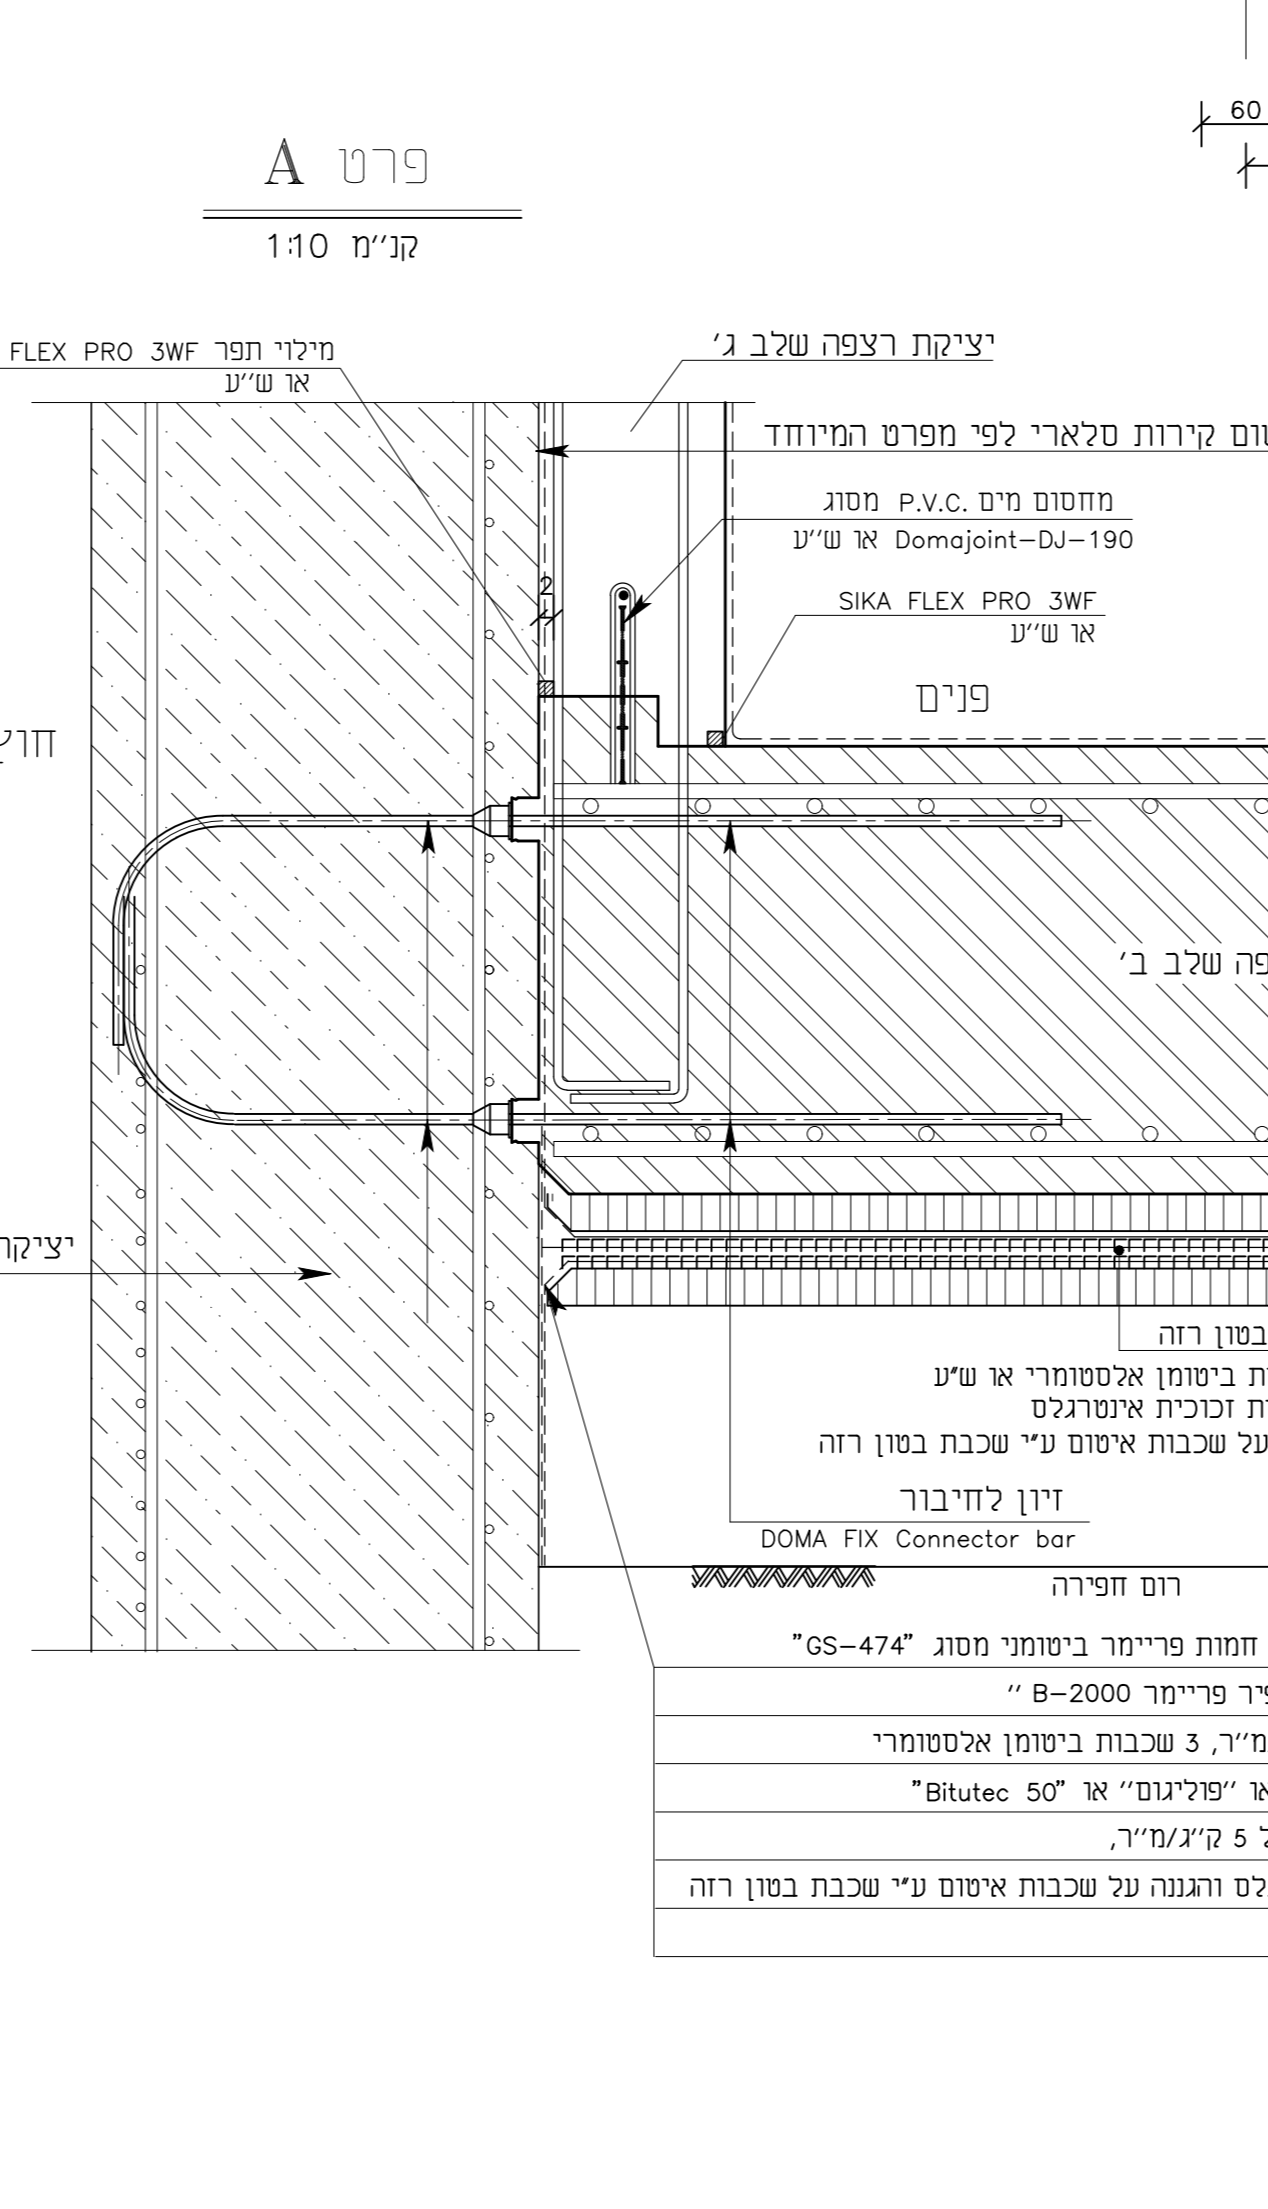 60
פרט A
קנ''מ 1:10
מילוי תפר FLEX PRO 3WF
או ש''ע
יציקת רצפה שלב ג'
קירות סלארי לפי מפרט המיוחד
מחסום מים P.V.C. מסוג
Domajoint-DJ-190 או ש''ע
2
SIKA FLEX PRO 3WF
או ש''ע
פנים
שלב ב'
בטון רזה
ביטומן אלסטומרי או ש"ע
זכוכית אינטרגלס
על שכבות איטום ע"י שכבת בטון רזה
זיון לחיבור
DOMA FIX Connector bar
רום חפירה
חמות פריימר ביטומני מסוג "GS-474"
פריימר B-2000 ''
3 שכבות ביטומן אלסטומרי
או ''פוליגום'' או "Bitutec 50"
5 ק''ג/מ''ר,
והגננה על שכבות איטום ע"י שכבת בטון רזה